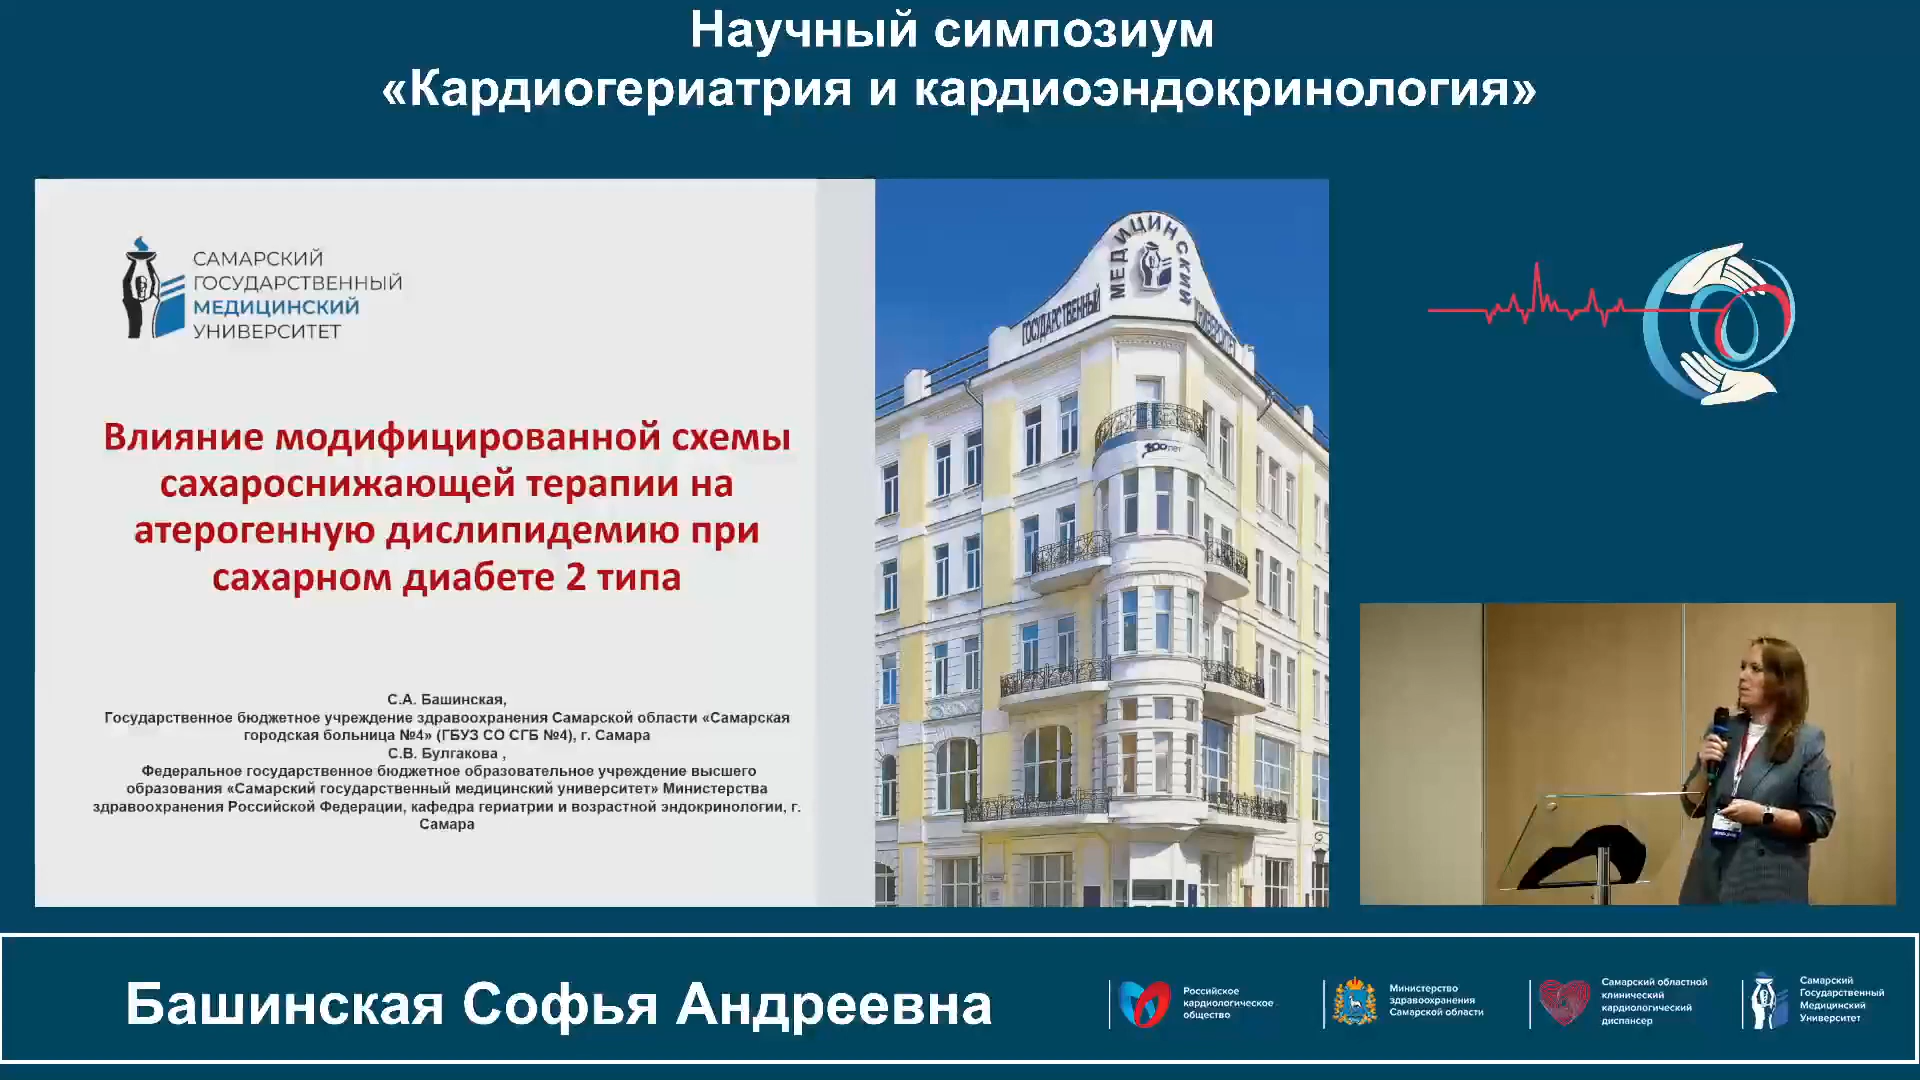 Научный симпозиум
«Кардиогериатрия и кардиоэндокринология»
САМАРСКИЙ
ГОСУДАРСТВЕННЫЙ
МЕДИЦИНСКИЙ
УНИВЕРСИТЕТ
Влияние модифицированной схемы
сахароснижающей терапии на
атерогенную дислипидемию при
сахарном диабете 2 типа
С.А. Башинская,
Государственное бюджетное учреждение здравоохранения Самарской области «Самарская
городская больница №4» (ГБУЗ СО СГБ №4), г. Самара
С.В. Булгакова ,
Федеральное государственное бюджетное образовательное учреждение высшего
образования «Самарский государственный медицинский университет» Министерства
здравоохранения Российской Федерации, кафедра гериатрии и возрастной эндокринологии, г.
Самара
МЕДИЦИНСКИЙ
ГОСУДАРСТВЕННЫЙ
УНИВЕРСИТЕТ
100 лет
Башинская Софья Андреевна
Российское
кардиологическое
общество
Министерство
здравоохранения
Самарской области
Самарский областной
клинический
кардиологический
диспансер
Самарский
Государственный
Медицинский
Университет